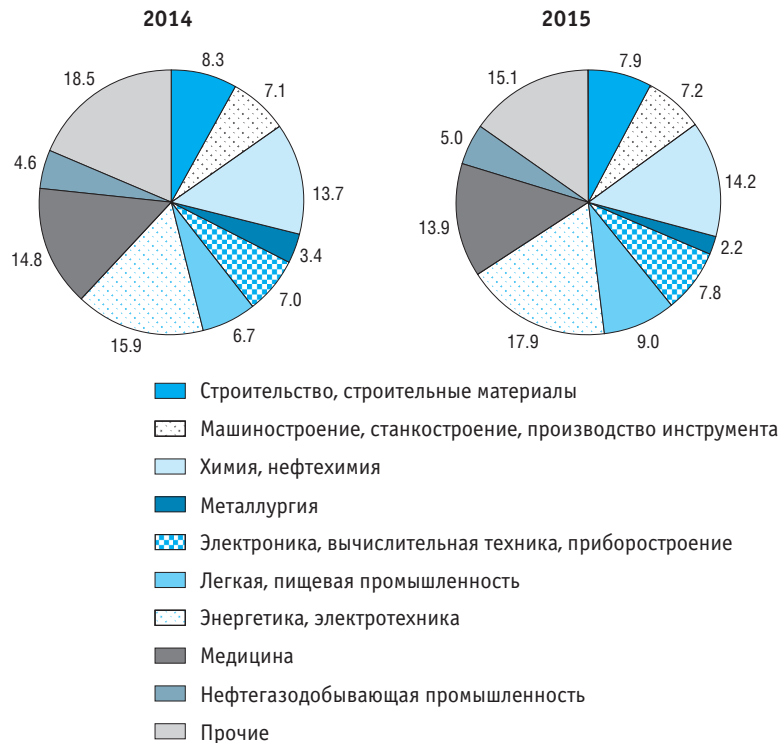 2014
8.3
7.1
13.7
3.4
7.0
6.7
15.9
14.8
4.6
18.5
2015
7.9
7.2
14.2
2.2
7.8
9.0
17.9
13.9
5.0
15.1
Строительство, строительные материалы
Машиностроение, станкостроение, производство инструмента
Химия, нефтехимия
Металлургия
Электроника, вычислительная техника, приборостроение
Легкая, пищевая промышленность
Энергетика, электротехника
Медицина
Нефтегазодобывающая промышленность
Прочие